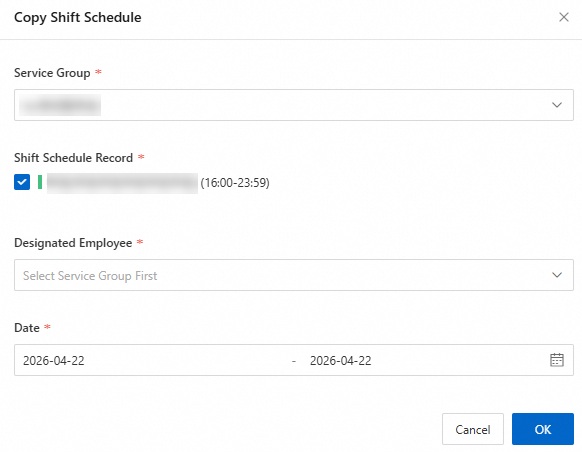 Copy Shift Schedule
Service Group *
Shift Schedule Record *
(16:00-23:59)
Designated Employee *
Select Service Group First
Date *
2026-04-22 - 2026-04-22
Cancel OK